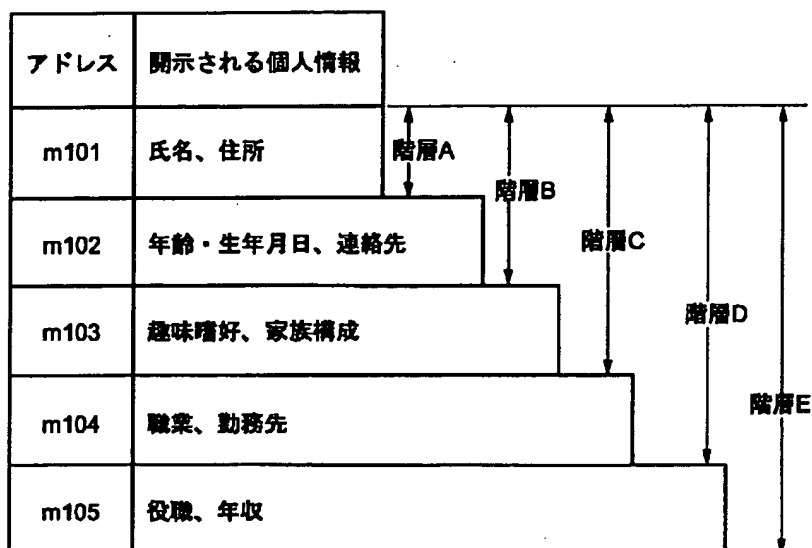 アドレス 開示される個人情報
m101 氏名、住所 階層A
階層B
m102 年齢・生年月日、連絡先 階層C
m103 趣味嗜好、家族構成 階層D
m104 職業、勤務先 階層E
m105 役職、年収